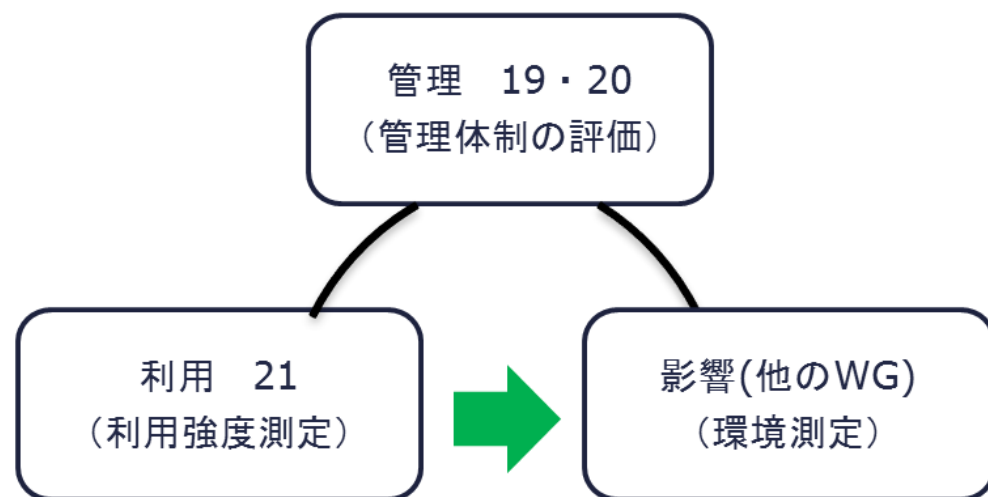 管理　19・20
（管理体制の評価）
利用　21
（利用強度測定）
影響(他のWG)
（環境測定）